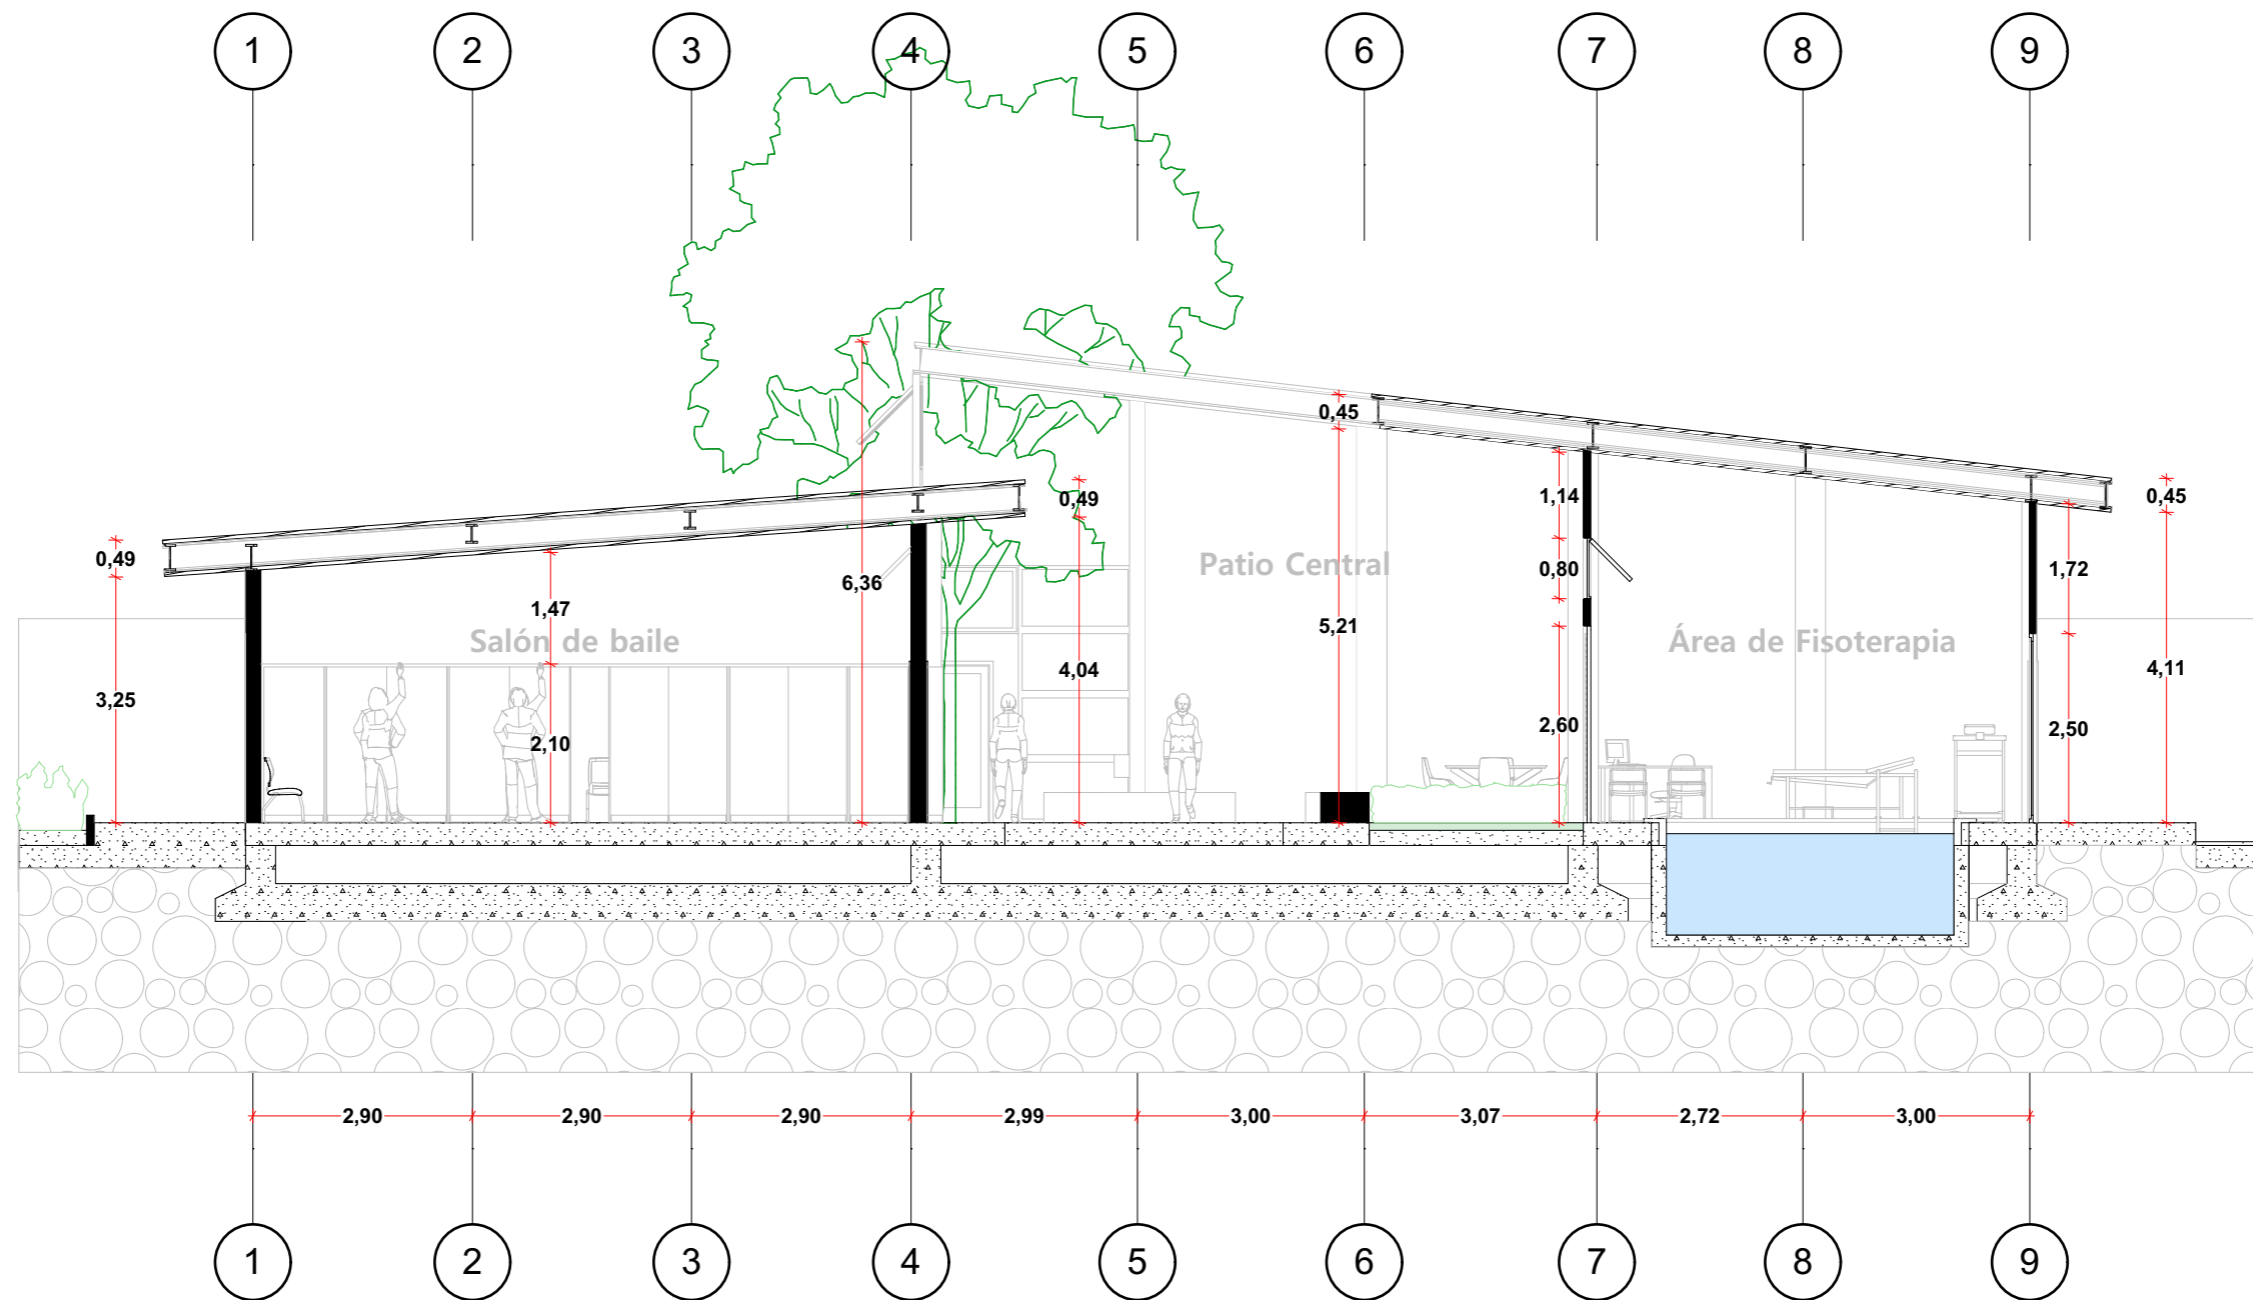 1 2 3 4 5 6 7 8 9
0,45
0,49
1,14
0,45
0,49
Patio Central
0,80
1,72
6,36
1,47
5,21
Salón de baile
Área de Fisoterapia
4,04
4,11
3,25
2,60
2,50
2,10
2,90 2,90 2,90 2,99 3,00 3,07 2,72 3,00
1 2 3 4 5 6 7 8 9